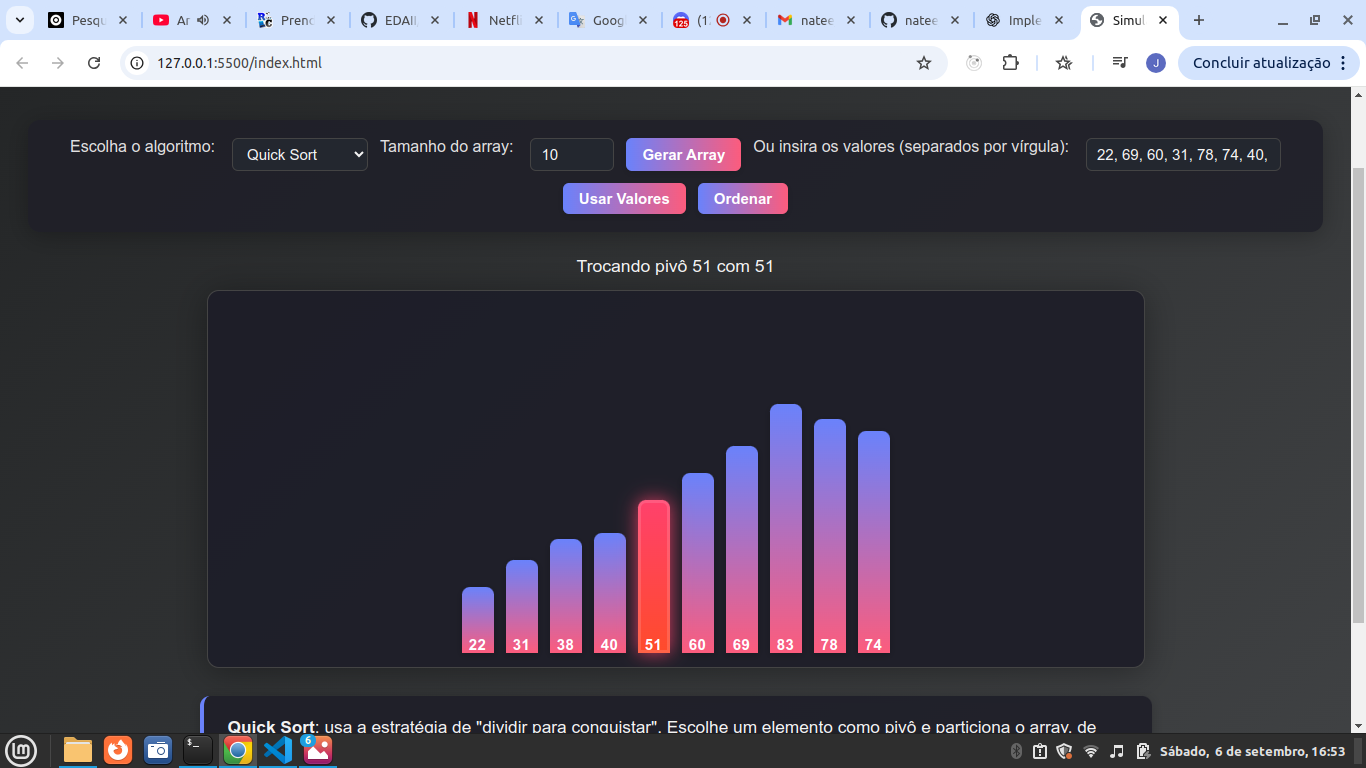 Pesqu
Ar
Prenc
EDAII
Netfli
Goog
125
(1
natee
natee
Imple
Simul
127.0.0.1:5500/index.html
J
Concluir atualização
Escolha o algoritmo:
Quick Sort
Tamanho do array:
10
Gerar Array
Ou insira os valores (separados por vírgula):
22, 69, 60, 31, 78, 74, 40,
Usar Valores
Ordenar
Trocando pivô 51 com 51
22 31 38 40 51 60 69 83 78 74
Quick Sort: usa a estratégia de "dividir para conquistar". Escolhe um elemento como pivô e particiona o array, de
6
Sábado, 6 de setembro, 16:53